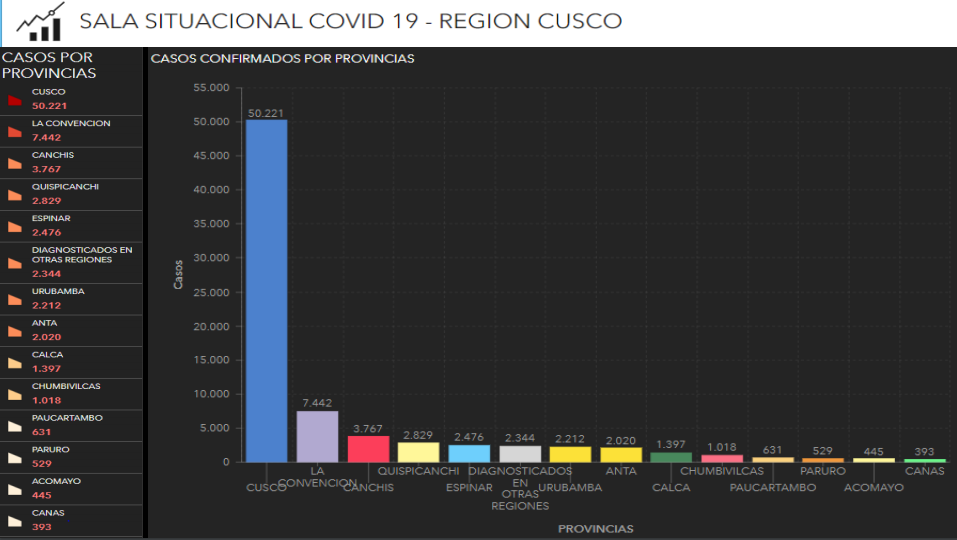 SALA SITUACIONAL COVID 19 - REGION CUSCO
CASOS POR
PROVINCIAS
CUSCO
50.221
LA CONVENCION
7.442
CANCHIS
3.767
QUISPICANCHI
2.829
ESPINAR
2.476
DIAGNOSTICADOS EN
OTRAS REGIONES
2.344
URUBAMBA
2.212
ANTA
2.020
CALCA
1.397
CHUMBIVILCAS
1.018
PAUCARTAMBO
631
PARURO
529
ACOMAYO
445
CANAS
393
CASOS CONFIRMADOS POR PROVINCIAS
Casos
55.000
50.000
45.000
40.000
35.000
30.000
25.000
20.000
15.000
10.000
5.000
0
50.221
7.442
3.767
2.829
2.476
2.344
2.212
2.020
1.397
1.018
631
529
445
393
CUSCO
LA
CONVENCION
CANCHIS
QUISPICANCHI
ESPINAR
DIAGNOSTICADOS
EN
OTRAS
REGIONES
URUBAMBA
ANTA
CALCA
CHUMBIVILCAS
PAUCARTAMBO
PARURO
ACOMAYO
CANAS
PROVINCIAS